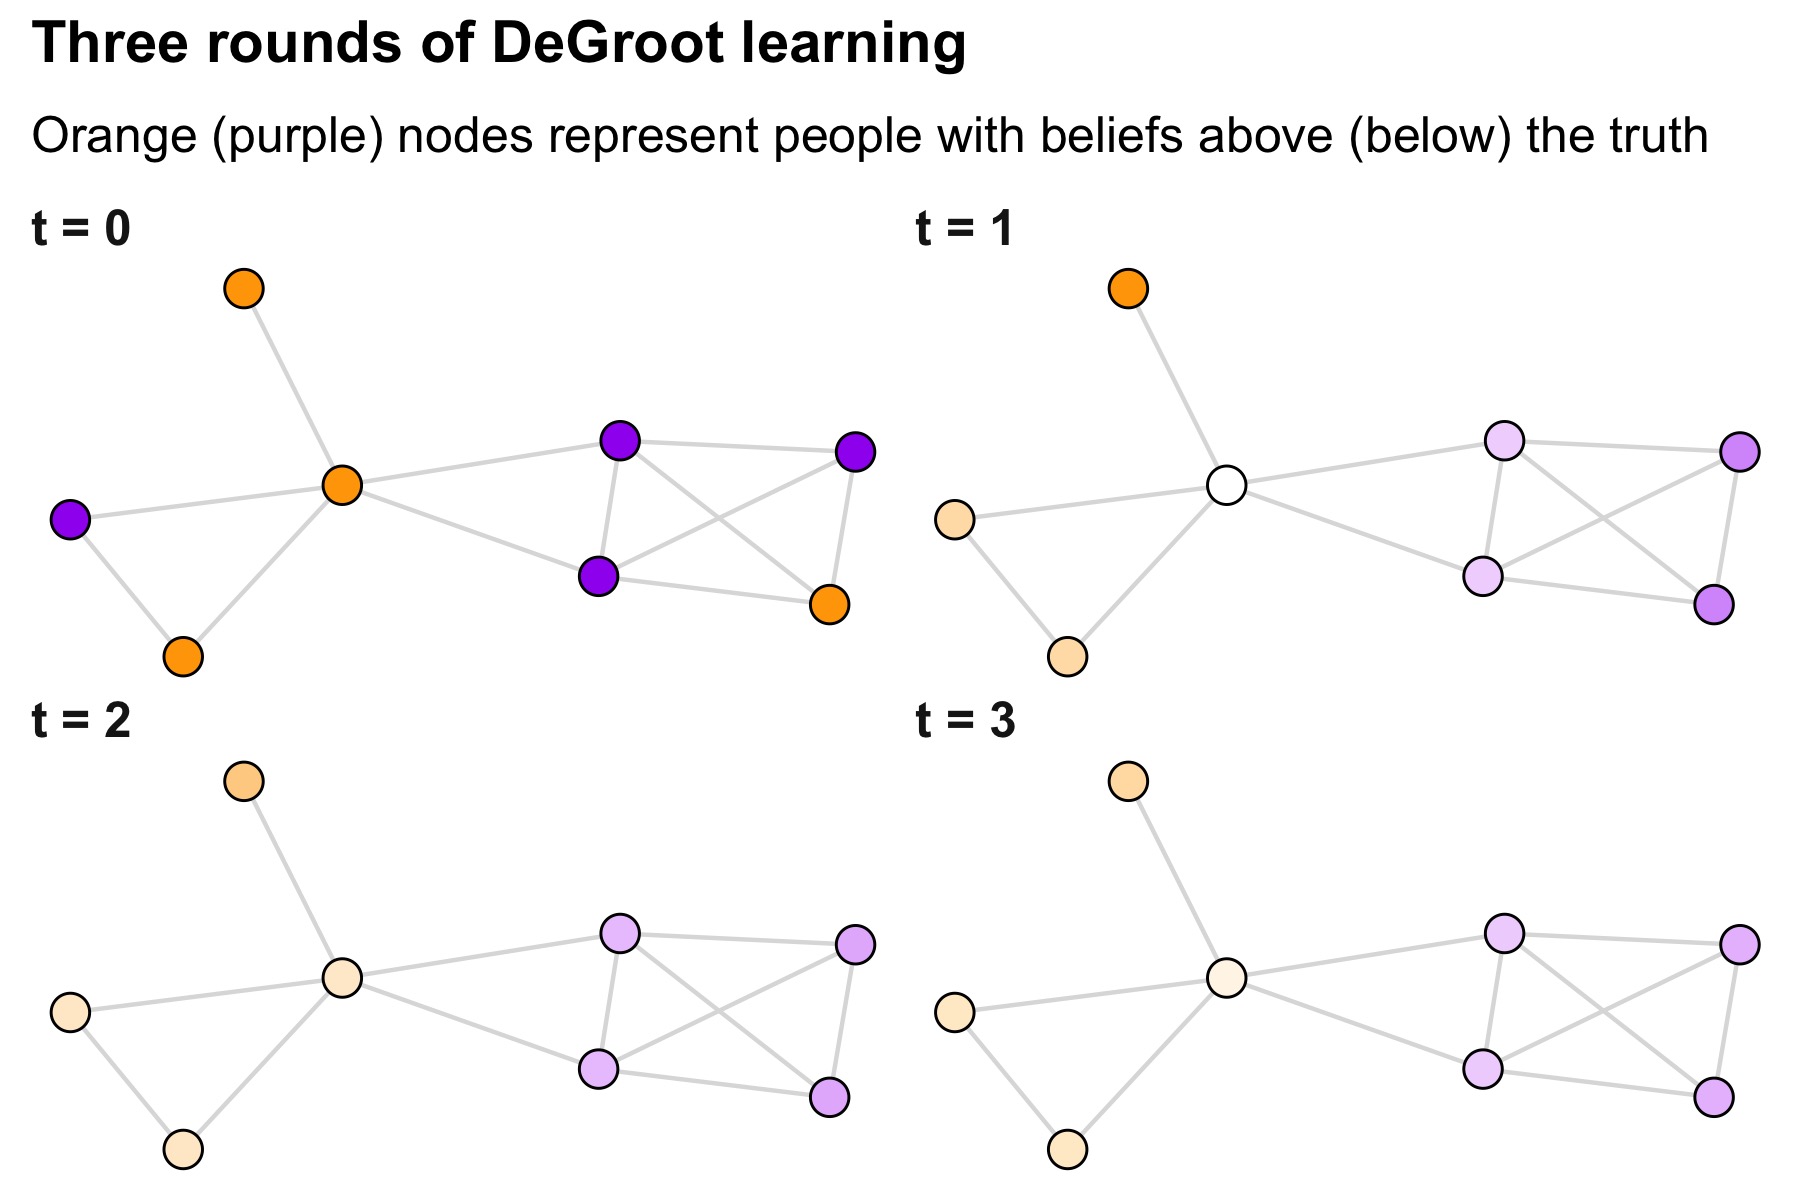 Three rounds of DeGroot learning
Orange (purple) nodes represent people with beliefs above (below) the truth
t = 0
t = 1
t = 2
t = 3